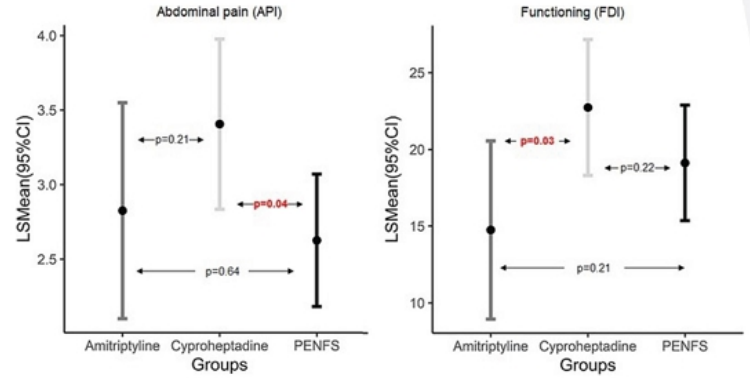 Abdominal pain (API)
4.0
3.5
3.0
2.5
LSMean(95%CI)
p=0.21
p=0.04
p=0.64
Amitriptyline Cyproheptadine PENFS
Groups
Functioning (FDI)
25
20
15
10
LSMean(95%CI)
p=0.03
p=0.22
p=0.21
Amitriptyline Cyproheptadine PENFS
Groups